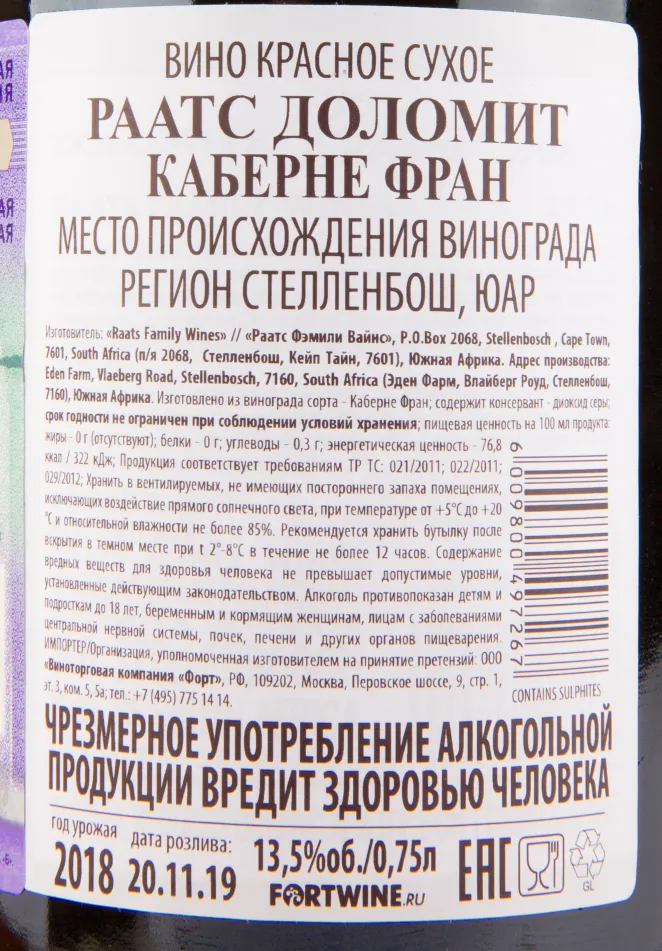 ВИНО КРАСНОЕ СУХОЕ
РААТС ДОЛОМИТ
КАБЕРНЕ ФРАН
МЕСТО ПРОИСХОЖДЕНИЯ ВИНОГРАДА
РЕГИОН СТЕЛЛЕНБОШ, ЮАР
Изготовитель: «Raats Family Wines» // «Раатс Фэмили Вайнс», P.O.Box 2068, Stellenbosch , Cape Town,
7601, South Africa (п/я 2068, Стелленбош, Кейп Тайн, 7601), Южная Африка. Адрес производства:
Eden Farm, Vlaeberg Road, Stellenbosch, 7160, South Africa (Эден Фарм, Влайберг Роуд, Стелленбош,
7160), Южная Африка. Изготовлено из винограда сорта - Каберне Фран; содержит консервант - диоксид серы;
срок годности не ограничен при соблюдении условий хранения; пищевая ценность на 100 мл продукта:
жиры - 0 г (отсутствуют); белки - 0 г; углеводы - 0,3 г; энергетическая ценность - 76,8
ккал / 322 кДж; Продукция соответствует требованиям ТР ТС: 021/2011; 022/2011;
029/2012; Хранить в вентилируемых, не имеющих постороннего запаха помещениях,
исключающих воздействие прямого солнечного света, при температуре от +5°C до +20
°C и относительной влажности не более 85%. Рекомендуется хранить бутылку после
вскрытия в темном месте при t 2°-8°C в течение не более 12 часов. Содержание
вредных веществ для здоровья человека не превышает допустимые уровни,
установленные действующим законодательством. Алкоголь противопоказан детям и
подросткам до 18 лет, беременным и кормящим женщинам, лицам с заболеваниями
центральной нервной системы, почек, печени и других органов пищеварения.
ИМПОРТЕР/Организация, уполномоченная изготовителем на принятие претензий: ООО
«Виноторговая компания «Форт», РФ, 109202, Москва, Перовское шоссе, 9, стр. 1,
эт. 3, ком. 5, 5а; тел.: +7 (495) 775 14 14.
6 009800 497267
CONTAINS SULPHITES
ЧРЕЗМЕРНОЕ УПОТРЕБЛЕНИЕ АЛКОГОЛЬНОЙ
ПРОДУКЦИИ ВРЕДИТ ЗДОРОВЬЮ ЧЕЛОВЕКА
год урожая дата розлива:
2018 20.11.19
13,5%об./0,75л
FORTWINE.RU
EAC
GL